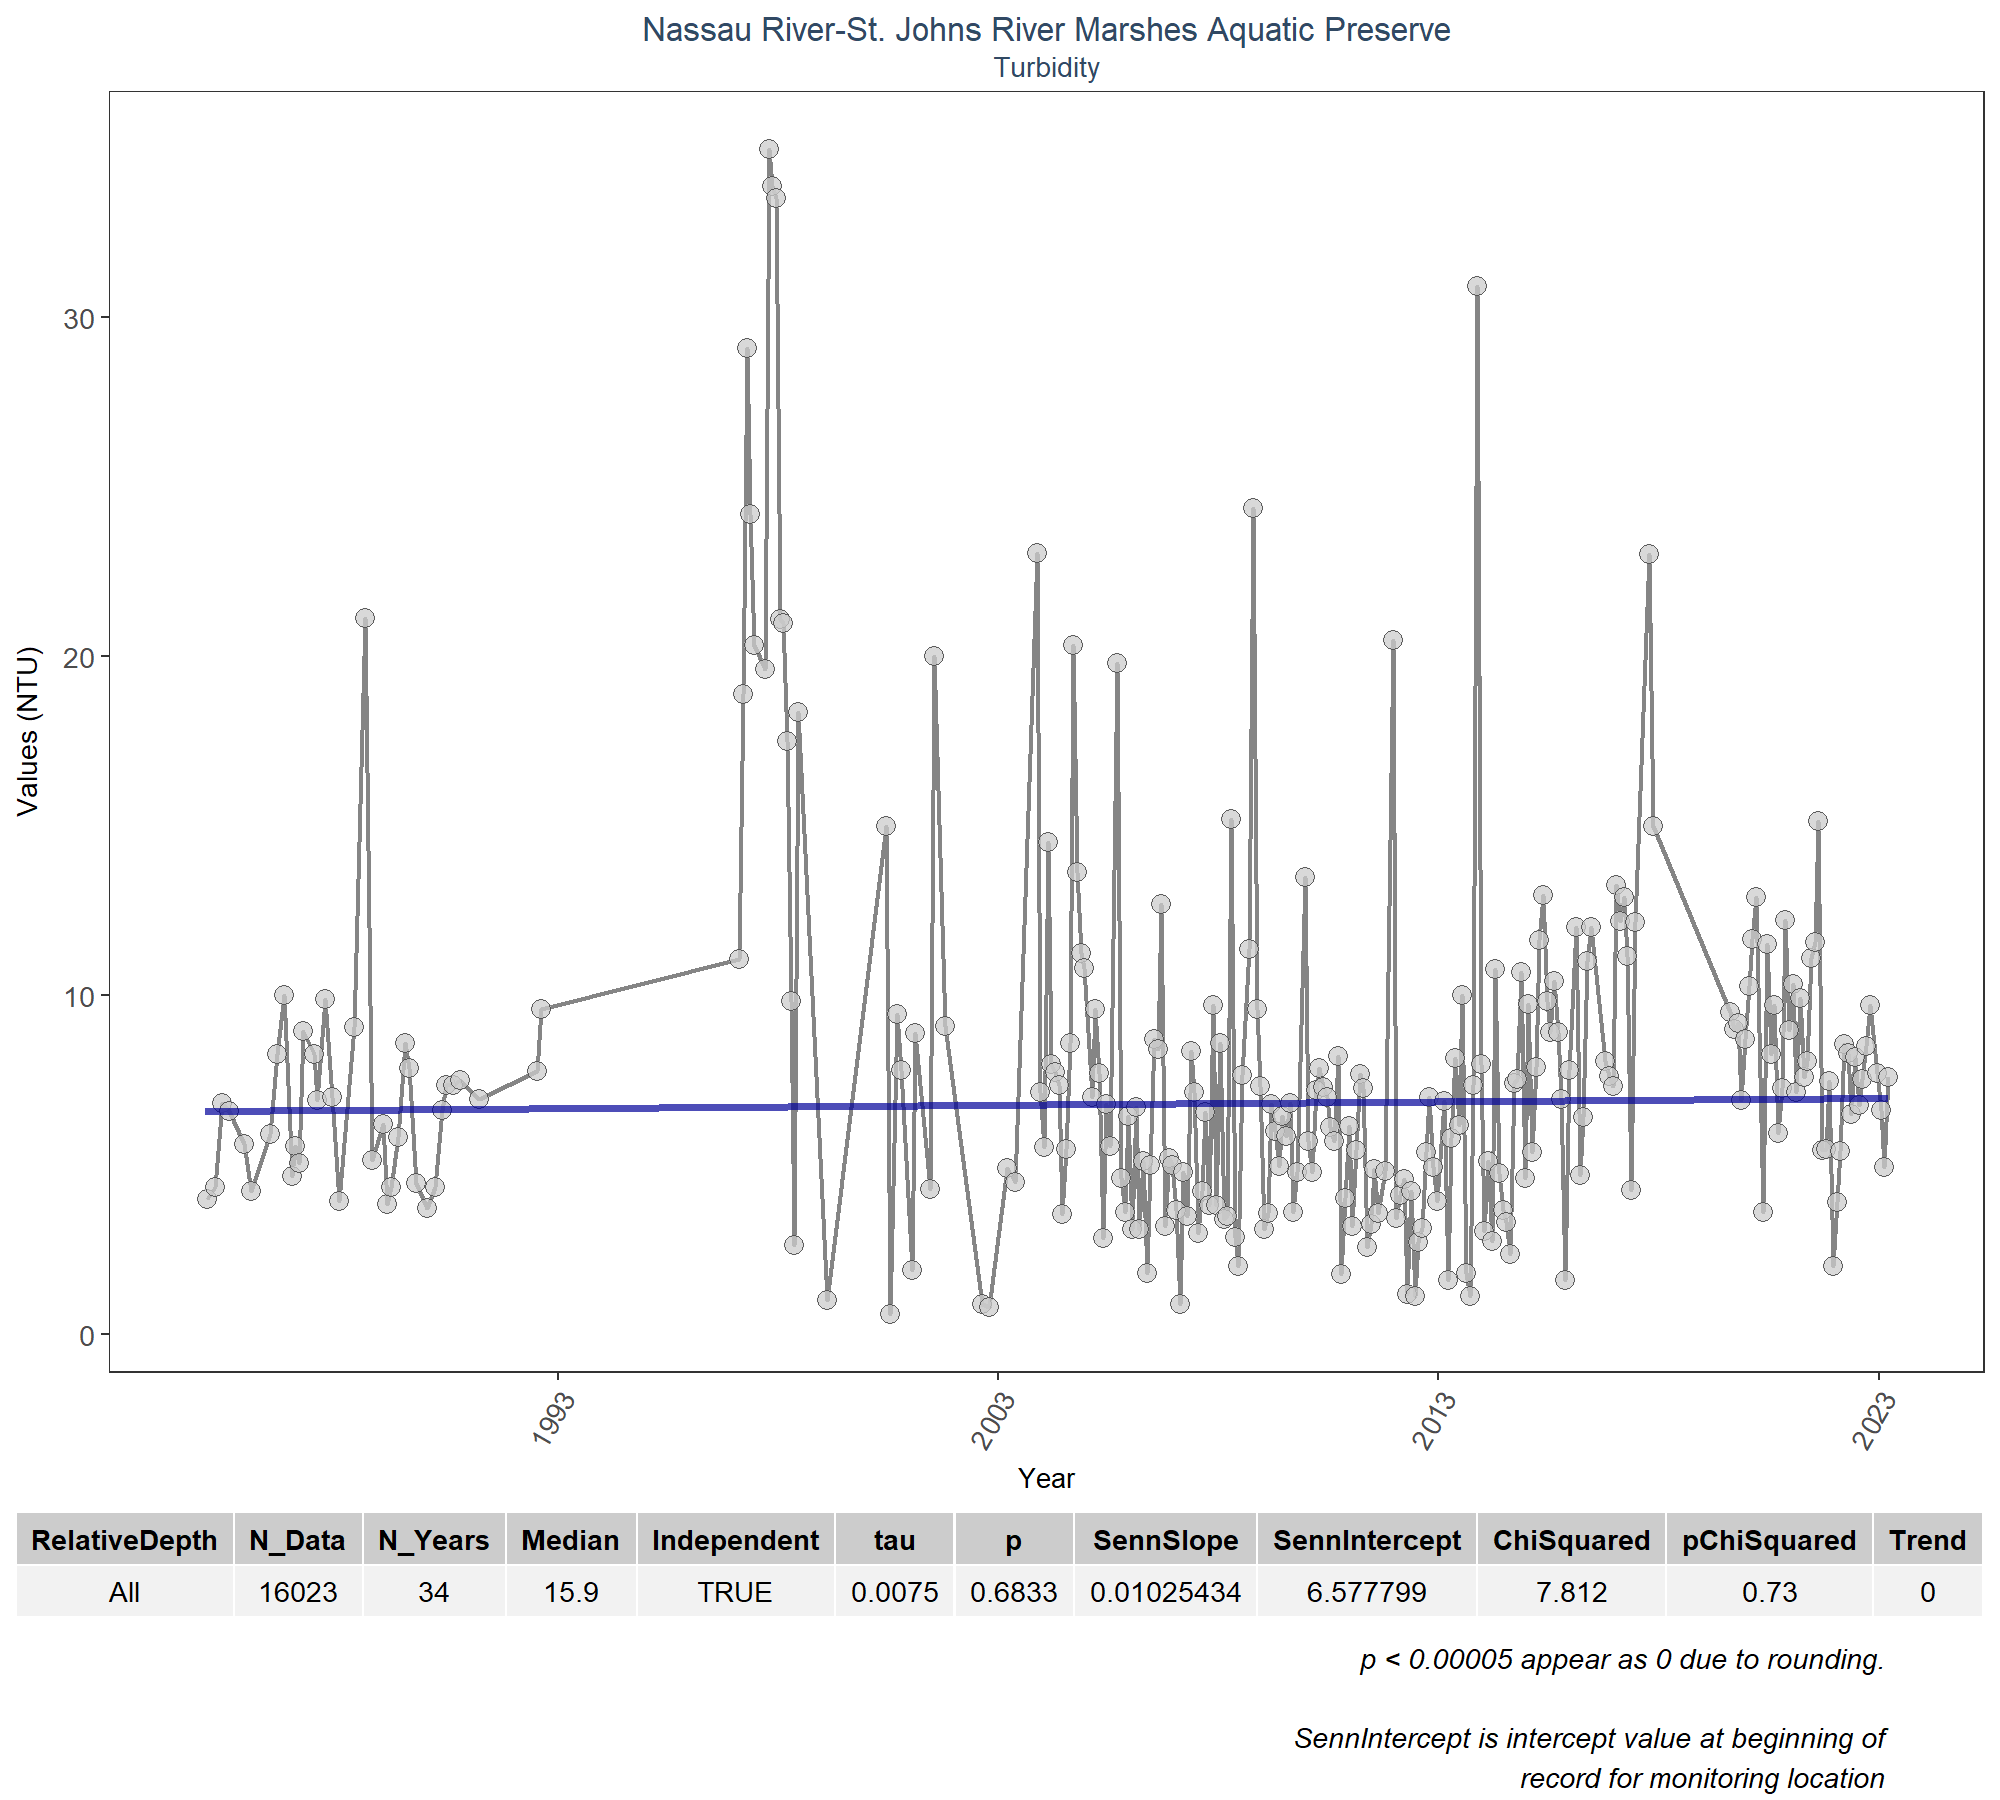 Nassau River-St. Johns River Marshes Aquatic Preserve
Turbidity
Values (NTU)
30
20
10
0
1993
2003
2013
2023
Year
RelativeDepth N_Data N_Years Median Independent tau p SennSlope SennIntercept ChiSquared pChiSquared Trend
All 16023 34 15.9 TRUE 0.0075 0.6833 0.01025434 6.577799 7.812 0.73 0
p < 0.00005 appear as 0 due to rounding.
SennIntercept is intercept value at beginning of
record for monitoring location